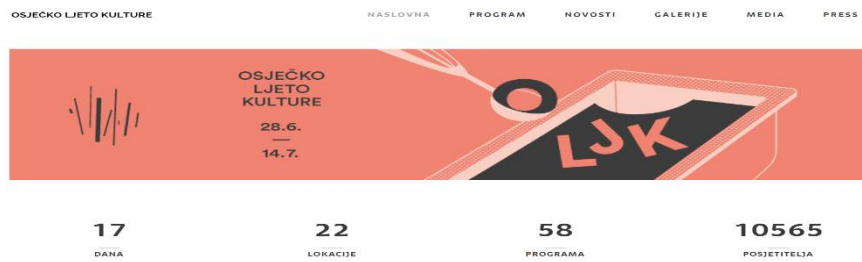 OSJEČKO LJETO KULTURE
NASLOVNA PROGRAM NOVOSTI GALERIJE MEDIA PRESS
OSJEČKO
LJETO
KULTURE
28.6.
—
14.7.
O
LJK
17 22 58 10565
DANA LOKACIJE PROGRAMA POSJETITELJA